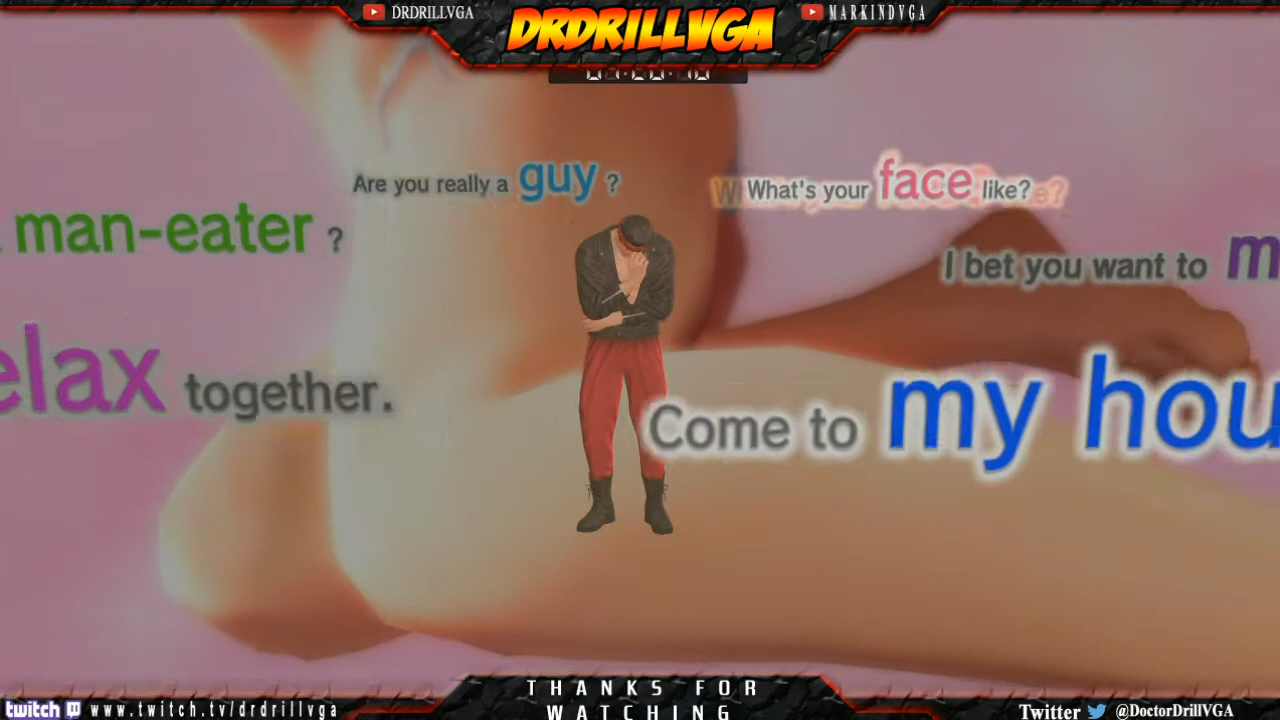 DRDRILLVGA
DRDRILLVGA
MARKINDVGA
Are you really a guy ?
What's your face like?
man-eater ?
I bet you want to m
elax together.
Come to my hou
THANKS FOR
WATCHING
twitch www.twitch.tv/drdrillvga
Twitter @DoctorDrillVGA